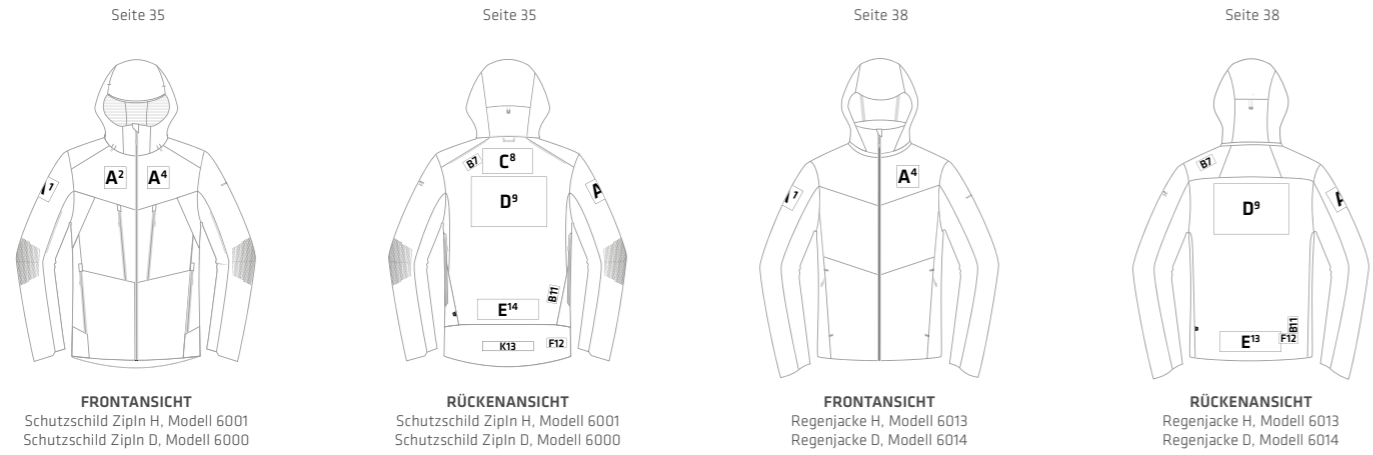 Seite 35
Seite 35
Seite 38
Seite 38
1
A2
A4
B7
C8
D9
A
E14
B11
K13
F12
1
A4
B7
D9
A
B11
E13
F12
FRONTANSICHT
Schutzschild ZipIn H, Modell 6001
Schutzschild ZipIn D, Modell 6000
RÜCKENANSICHT
Schutzschild ZipIn H, Modell 6001
Schutzschild ZipIn D, Modell 6000
FRONTANSICHT
Regenjacke H, Modell 6013
Regenjacke D, Modell 6014
RÜCKENANSICHT
Regenjacke H, Modell 6013
Regenjacke D, Modell 6014